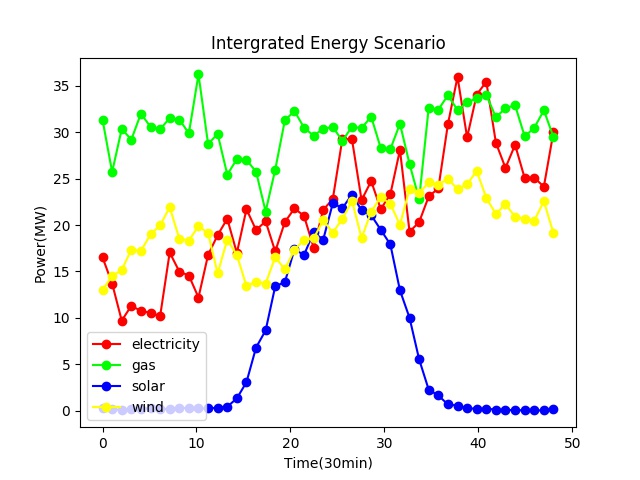 Intergrated Energy Scenario
Power(MW)
35
30
25
20
15
10
5
0
electricity
gas
solar
wind
0 10 20 30 40 50
Time(30min)